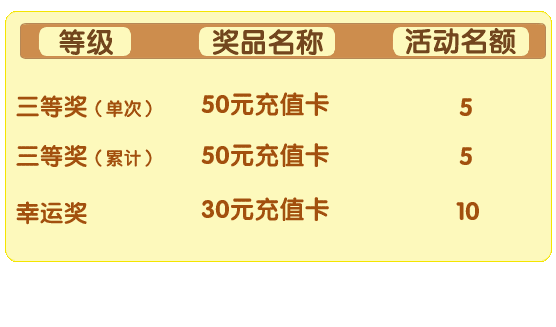 等级 奖品名称 活动名额
三等奖（单次） 50元充值卡 5
三等奖（累计） 50元充值卡 5
幸运奖 30元充值卡 10